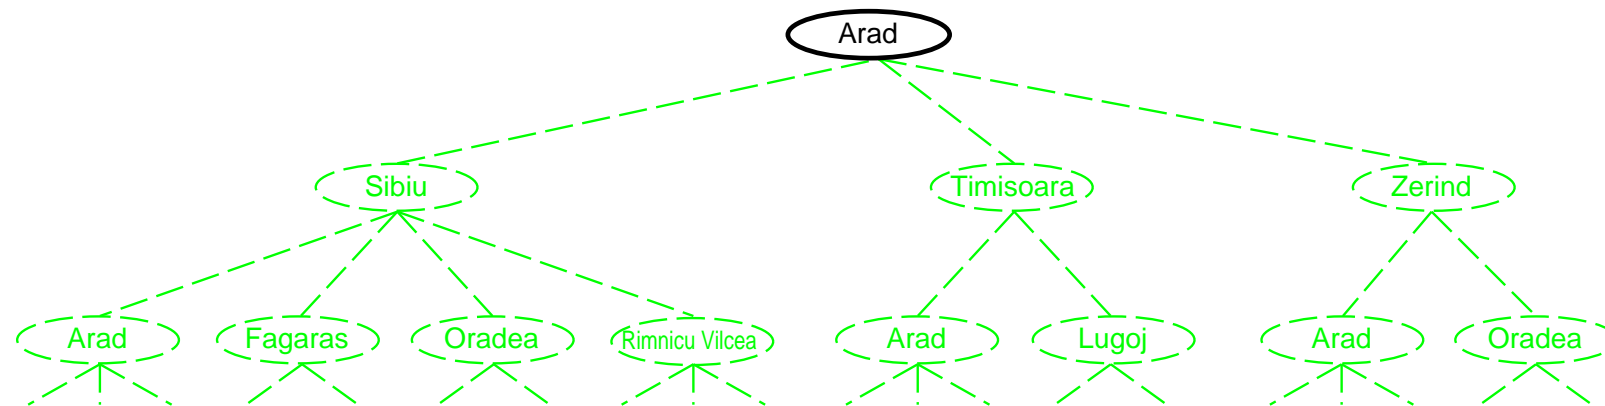 Arad
Sibiu
Timisoara
Zerind
Arad
Fagaras
Oradea
Rimnicu Vilcea
Arad
Lugoj
Arad
Oradea